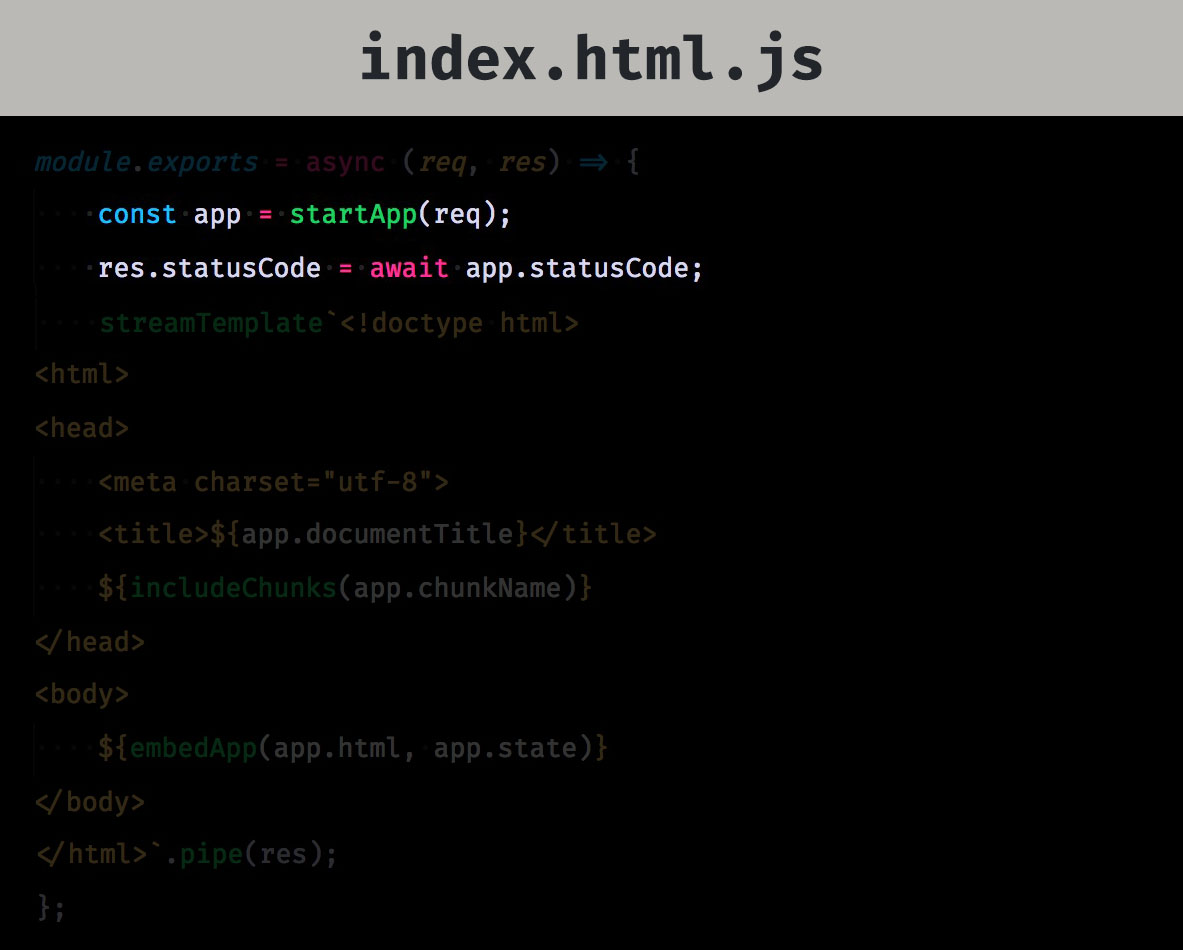 index.html.js
module.exports = async (req, res) => {
    const app = startApp(req);
    res.statusCode = await app.statusCode;
    streamTemplate`<!doctype html>
<html>
<head>
    <meta charset="utf-8">
    <title>${app.documentTitle}</title>
    ${includeChunks(app.chunkName)}
</head>
<body>
    ${embedApp(app.html, app.state)}
</body>
</html>`.pipe(res);
};